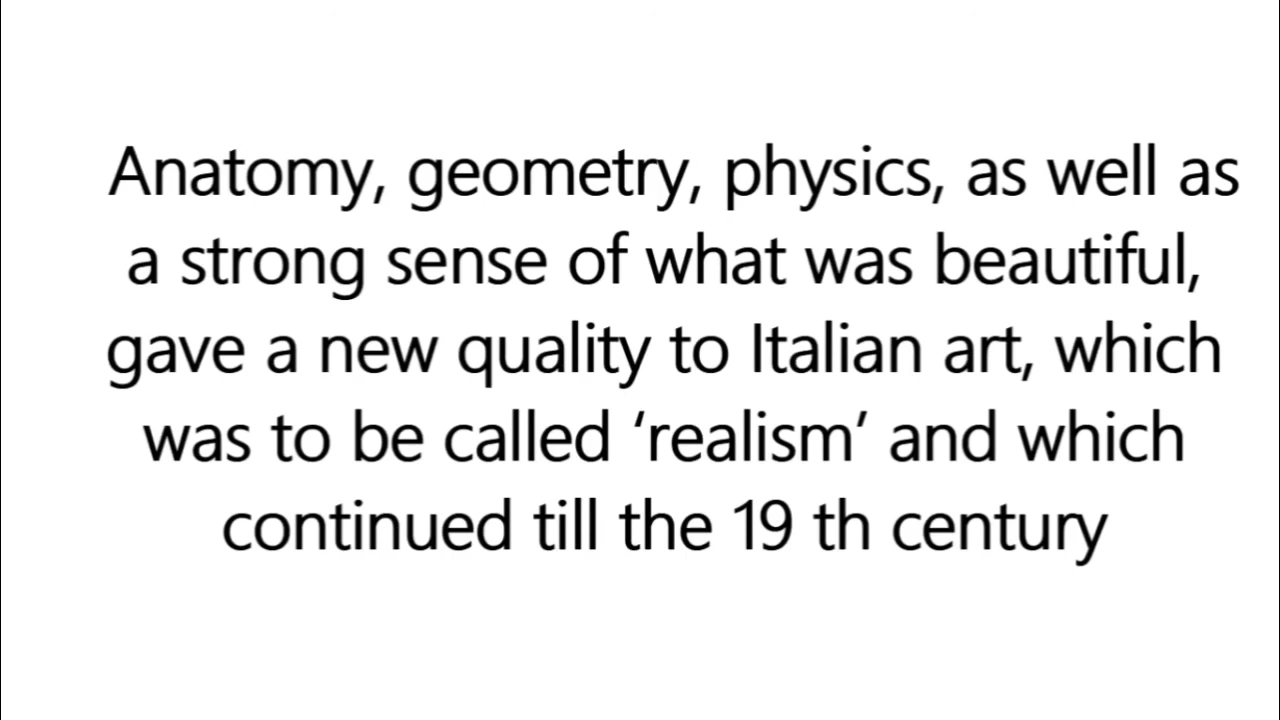 Anatomy, geometry, physics, as well as
a strong sense of what was beautiful,
gave a new quality to Italian art, which
was to be called ‘realism’ and which
continued till the 19 th century